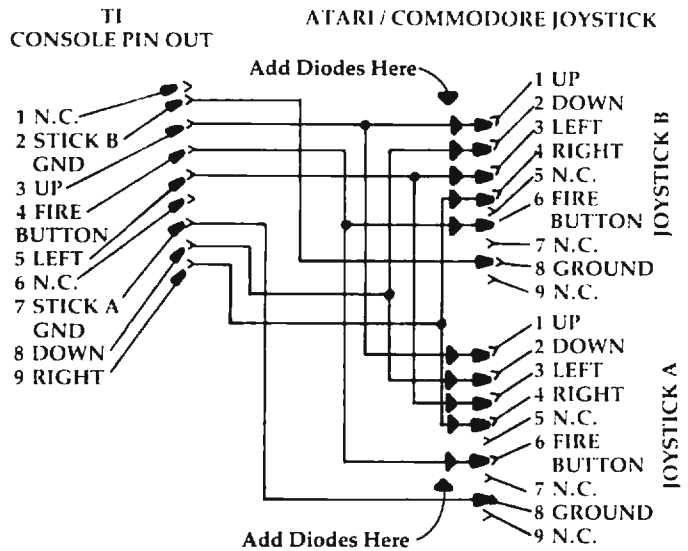 TI
CONSOLE PIN OUT
1 N.C.
2 STICK B
GND
3 UP
4 FIRE
BUTTON
5 LEFT
6 N.C.
7 STICK A
GND
8 DOWN
9 RIGHT
ATARI / COMMODORE JOYSTICK
Add Diodes Here
1 UP
2 DOWN
3 LEFT
4 RIGHT
5 N.C.
6 FIRE
BUTTON
7 N.C.
8 GROUND
9 N.C.
JOYSTICK B
1 UP
2 DOWN
3 LEFT
4 RIGHT
5 N.C.
6 FIRE
BUTTON
7 N.C.
8 GROUND
9 N.C.
JOYSTICK A
Add Diodes Here